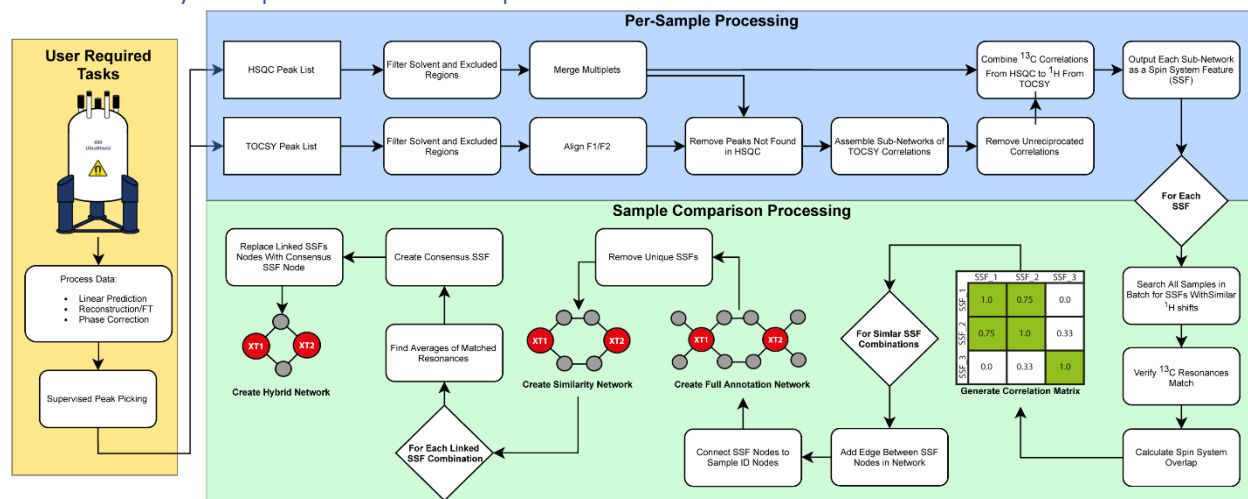 User Required
Tasks
UltraShield
Process Data:
• Linear Prediction
• Reconstruction/FT
• Phase Correction
Supervised Peak Picking
Per-Sample Processing
HSQC Peak List
Filter Solvent and Excluded
Regions
Merge Multiplets
Combine ¹³C Correlations
From HSQC to ¹H From
TOCSY
Output Each Sub-Network
as a Spin System Feature
(SSF)
TOCSY Peak List
Filter Solvent and Excluded
Regions
Align F1/F2
Remove Peaks Not Found
in HSQC
Assemble Sub-Networks of
TOCSY Correlations
Remove Unreciprocated
Correlations
For Each
SSF
Sample Comparison Processing
Search All Samples in
Batch for SSFs WithSimilar
¹H shifts
Verify ¹³C Resonances
Match
Calculate Spin System
Overlap
SSF_1 SSF_2 SSF_3
SSF_1 1.0 0.75 0.0
SSF_2 0.75 1.0 0.33
SSF_3 0.0 0.33 1.0
Generate Correlation Matrix
For Similar SSF
Combinations
Add Edge Between SSF
Nodes in Network
Connect SSF Nodes to
Sample ID Nodes
XT1 XT2
Create Full Annotation Network
Remove Unique SSFs
XT1 XT2
Create Similarity Network
For Each Linked
SSF Combination
Find Averages of Matched
Resonances
Create Consensus SSF
Replace Linked SSFs
Nodes With Consensus
SSF Node
XT1 XT2
Create Hybrid Network